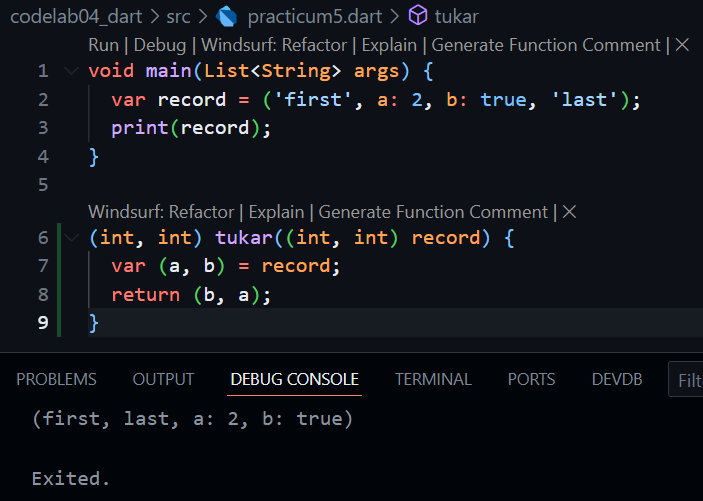 codelab04_dart > src > practicum5.dart > tukar
Run | Debug | Windsurf: Refactor | Explain | Generate Function Comment | ×
1 void main(List<String> args) {
2   var record = ('first', a: 2, b: true, 'last');
3   print(record);
4 }
5
Windsurf: Refactor | Explain | Generate Function Comment | ×
6 (int, int) tukar((int, int) record) {
7   var (a, b) = record;
8   return (b, a);
9 }
PROBLEMS OUTPUT DEBUG CONSOLE TERMINAL PORTS DEVDB Filt
(first, last, a: 2, b: true)
Exited.